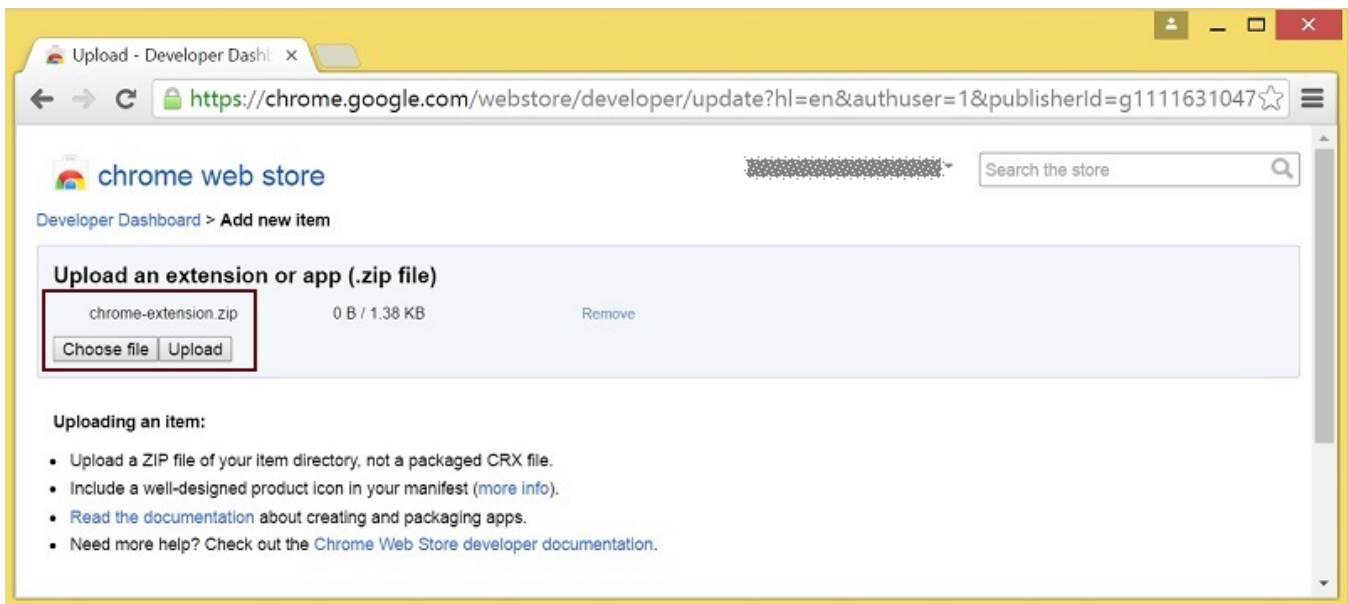 Upload - Developer Dash
https://chrome.google.com/webstore/developer/update?hl=en&authuser=1&publisherId=g1111631047
chrome web store
Search the store
Developer Dashboard > Add new item
Upload an extension or app (.zip file)
chrome-extension.zip 0 B / 1.38 KB Remove
Choose file Upload
Uploading an item:
• Upload a ZIP file of your item directory, not a packaged CRX file.
• Include a well-designed product icon in your manifest (more info).
• Read the documentation about creating and packaging apps.
• Need more help? Check out the Chrome Web Store developer documentation.